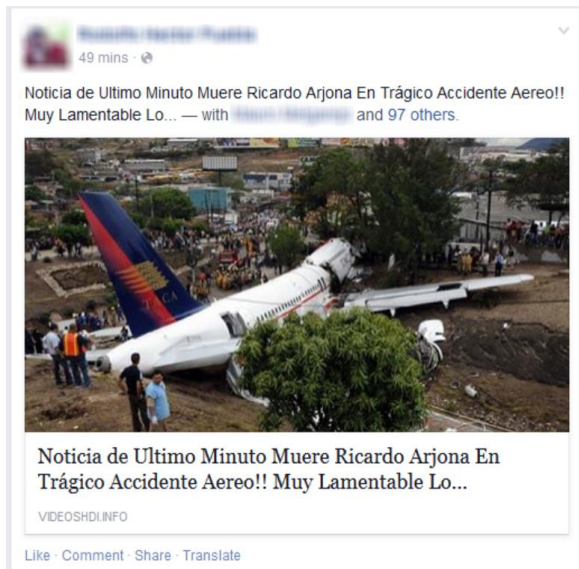 49 mins ·
Noticia de Ultimo Minuto Muere Ricardo Arjona En Trágico Accidente Aereo!!
Muy Lamentable Lo... — with and 97 others.
TACA
Noticia de Ultimo Minuto Muere Ricardo Arjona En
Trágico Accidente Aereo!! Muy Lamentable Lo...
VIDEOSHDI.INFO
Like · Comment · Share · Translate